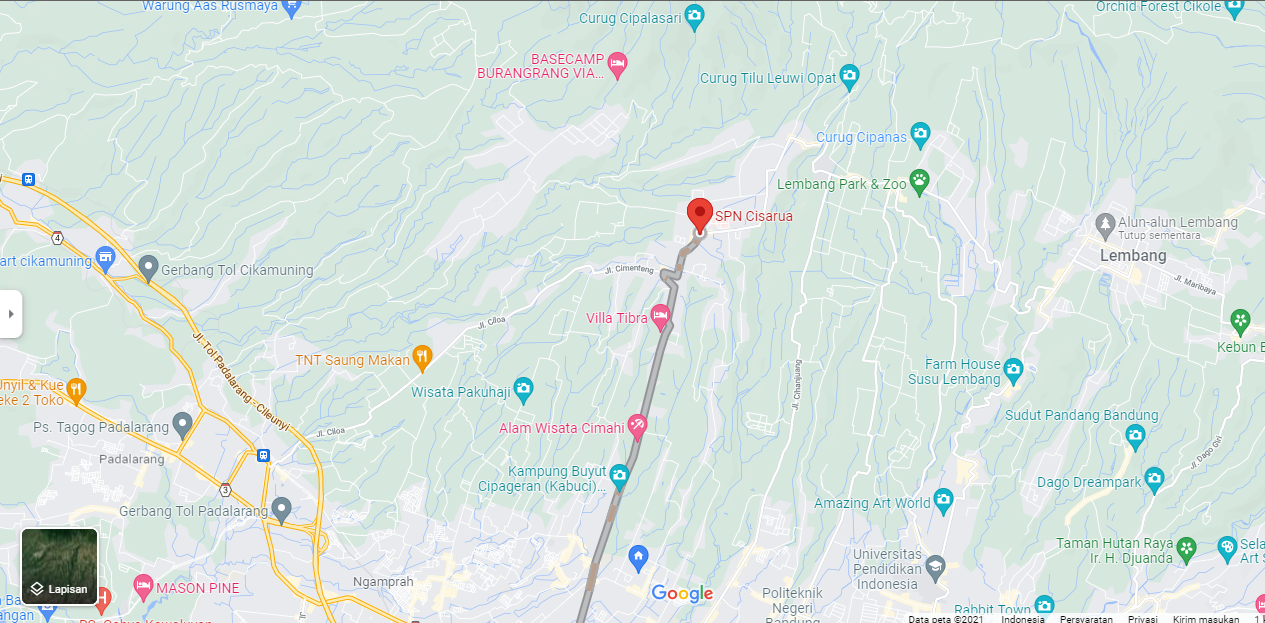 Warung Aas Rusmaya
Curug Cipalasari
Orchid Forest Cikole
BASECAMP
BURANGRANG VIA...
Curug Tilu Leuwi Opat
Curug Cipanas
Lembang Park & Zoo
SPN Cisarua
Alun-alun Lembang
Tutup sementara
Lembang
4
art cikamuning
Gerbang Tol Cikamuning
Jl. Cimenteng
Jl. Maribaya
Villa Tibra
Jl. Ciloa
Jl. Tol Padalarang - Cileunyi
Kebun B
TNT Saung Makan
Farm House
Susu Lembang
Jl. Cihanjuang
Unyil & Kue
eke 2 Toko
Wisata Pakuhaji
Sudut Pandang Bandung
Ps. Tagog Padalarang
Alam Wisata Cimahi
Jl. Ciloa
Jl. Dago Giri
Padalarang
Kampung Buyut
Cipageran (Kabuci)...
3
Dago Dreampark
Gerbang Tol Padalarang
Amazing Art World
Taman Hutan Raya
Ir. H. Djuanda
Sela
Art S
Universitas
Pendidikan
Indonesia
Lapisan
MASON PINE
Ngamprah
Google
Politeknik
Negeri
Bandung
Rabbit Town
Data peta ©2021
Indonesia
Persyaratan
Privasi
Kirim masukan
1 k